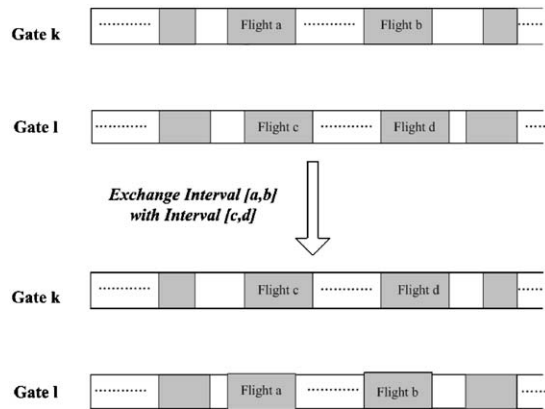 Gate k
............ Flight a ............ Flight b ......
Gate l
............ Flight c ............ Flight d ......
Exchange Interval [a,b]
with Interval [c,d]
Gate k
............ Flight c ............ Flight d ......
Gate l
............ Flight a ............ Flight b ......